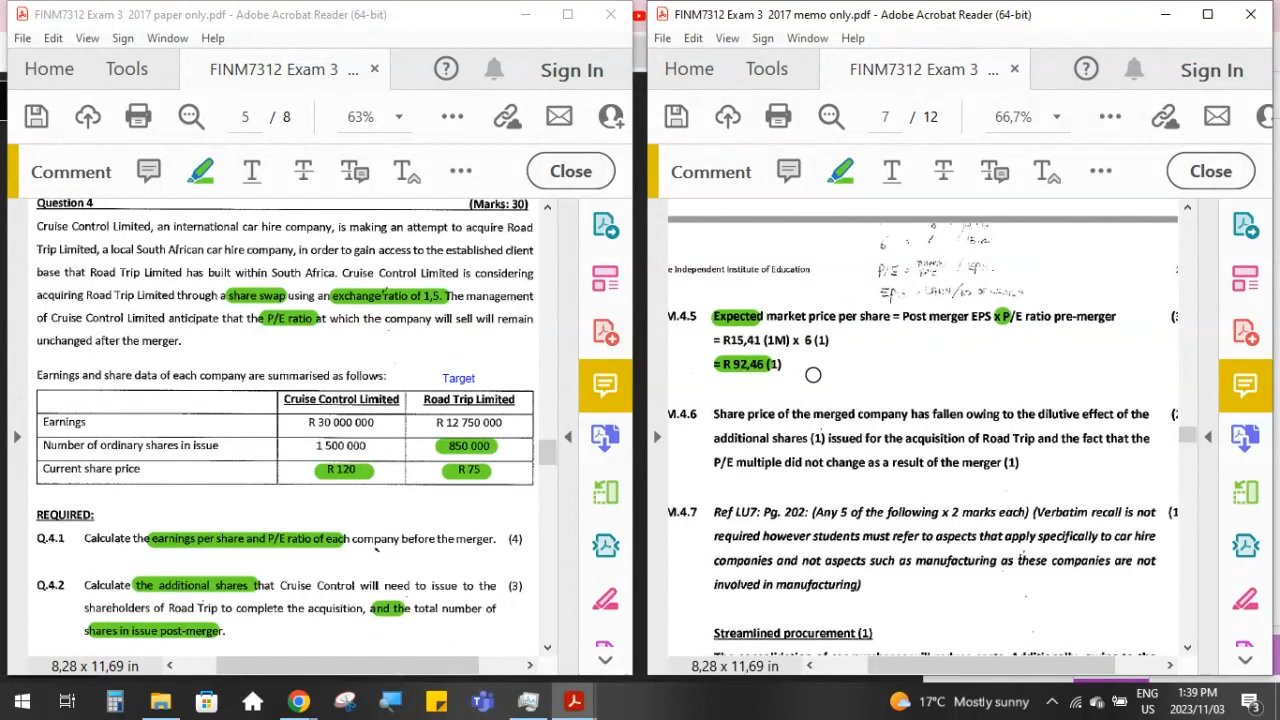 FINM7312 Exam 3 2017 paper only.pdf - Adobe Acrobat Reader (64-bit)
File Edit View Sign Window Help
Home Tools FINM7312 Exam 3 ... × Sign In
5 / 8 63%
Comment Close
Question 4 (Marks: 30)
Cruise Control Limited, an international car hire company, is making an attempt to acquire Road
Trip Limited, a local South African car hire company, in order to gain access to the established client
base that Road Trip Limited has built within South Africa. Cruise Control Limited is considering
acquiring Road Trip Limited through a share swap using an exchange ratio of 1,5. The management
of Cruise Control Limited anticipate that the P/E ratio at which the company will sell will remain
unchanged after the merger.
Earnings and share data of each company are summarised as follows: Target
Cruise Control Limited Road Trip Limited
Earnings R 30 000 000 R 12 750 000
Number of ordinary shares in issue 1 500 000 850 000
Current share price R 120 R 75
REQUIRED:
Q.4.1 Calculate the earnings per share and P/E ratio of each company before the merger. (4)
Q.4.2 Calculate the additional shares that Cruise Control will need to issue to the (3)
shareholders of Road Trip to complete the acquisition, and the total number of
shares in issue post-merger.
8,28 x 11,69 in
FINM7312 Exam 3 2017 memo only.pdf - Adobe Acrobat Reader (64-bit)
File Edit View Sign Window Help
Home Tools FINM7312 Exam 3 ... × Sign In
7 / 12 66,7%
Comment Close
e Independent Institute of Education
M.4.5 Expected market price per share = Post merger EPS x P/E ratio pre-merger
= R15,41 (1M) x 6 (1)
= R 92,46 (1)
M.4.6 Share price of the merged company has fallen owing to the dilutive effect of the
additional shares (1) issued for the acquisition of Road Trip and the fact that the
P/E multiple did not change as a result of the merger (1)
M.4.7 Ref LU7: Pg. 202: (Any 5 of the following x 2 marks each) (Verbatim recall is not
required however students must refer to aspects that apply specifically to car hire
companies and not aspects such as manufacturing as these companies are not
involved in manufacturing)
Streamlined procurement (1)
8,28 x 11,69 in
17°C Mostly sunny ENG US 1:39 PM 2023/11/03 3